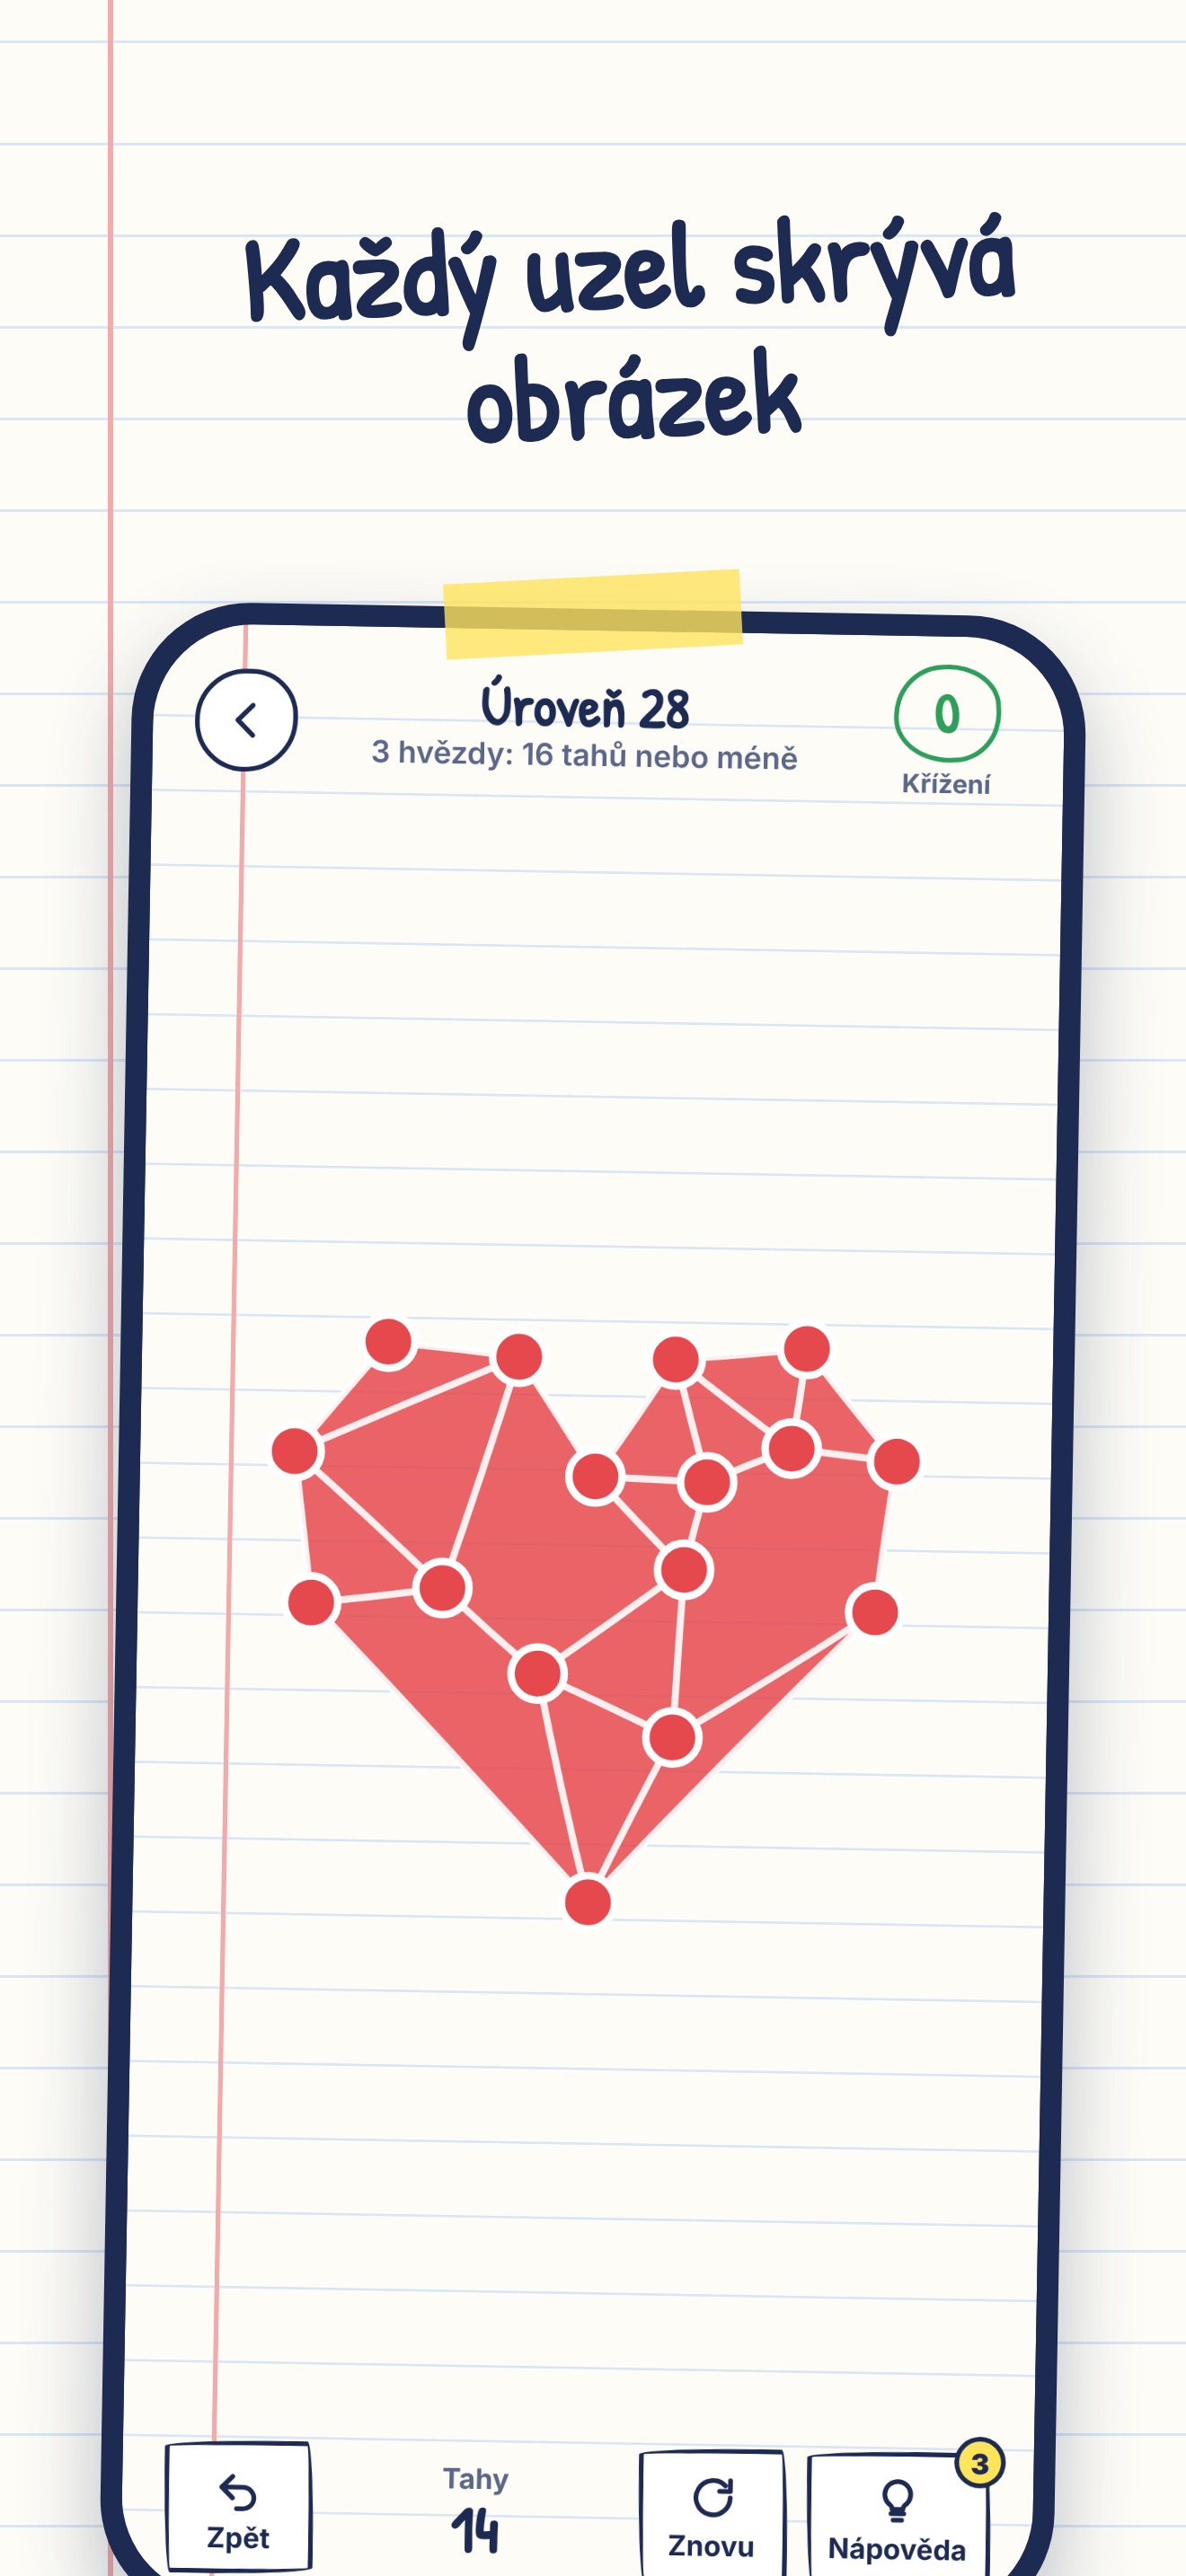 Každý uzel skrývá
obrázek
Úroveň 28
3 hvězdy: 16 tahů nebo méně
0
Křížení
Zpět
Tahy
14
Znovu
3
Nápověda